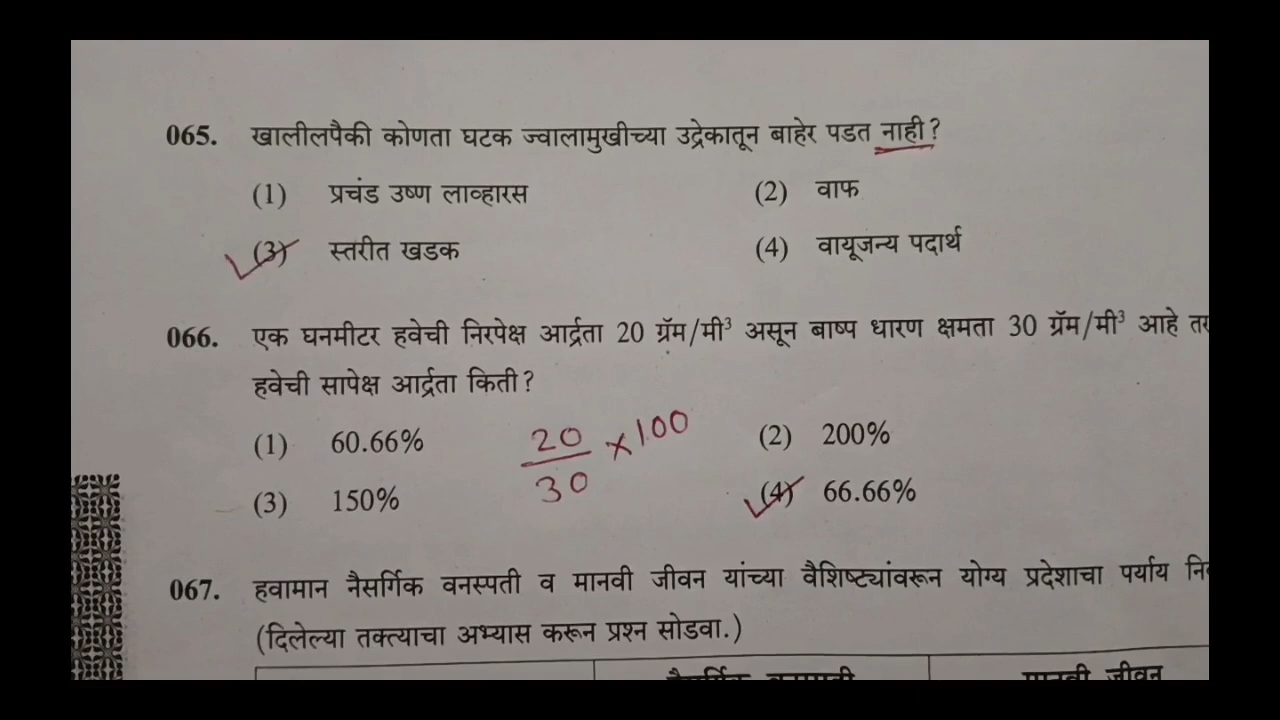 065. खालीलपैकी कोणता घटक ज्वालामुखीच्या उद्रेकातून बाहेर पडत नाही?
(1) प्रचंड उष्ण लाव्हारस (2) वाफ
(3) स्तरीत खडक (4) वायूजन्य पदार्थ
066. एक घनमीटर हवेची निरपेक्ष आर्द्रता 20 ग्रॅम/मी³ असून बाष्प धारण क्षमता 30 ग्रॅम/मी³ आहे तर
हवेची सापेक्ष आर्द्रता किती?
(1) 60.66% (2) 200%
20/30 × 100
(3) 150% (4) 66.66%
067. हवामान नैसर्गिक वनस्पती व मानवी जीवन यांच्या वैशिष्ट्यांवरून योग्य प्रदेशाचा पर्याय
(दिलेल्या तक्त्याचा अभ्यास करून प्रश्न सोडवा.)
मानवी जीवन